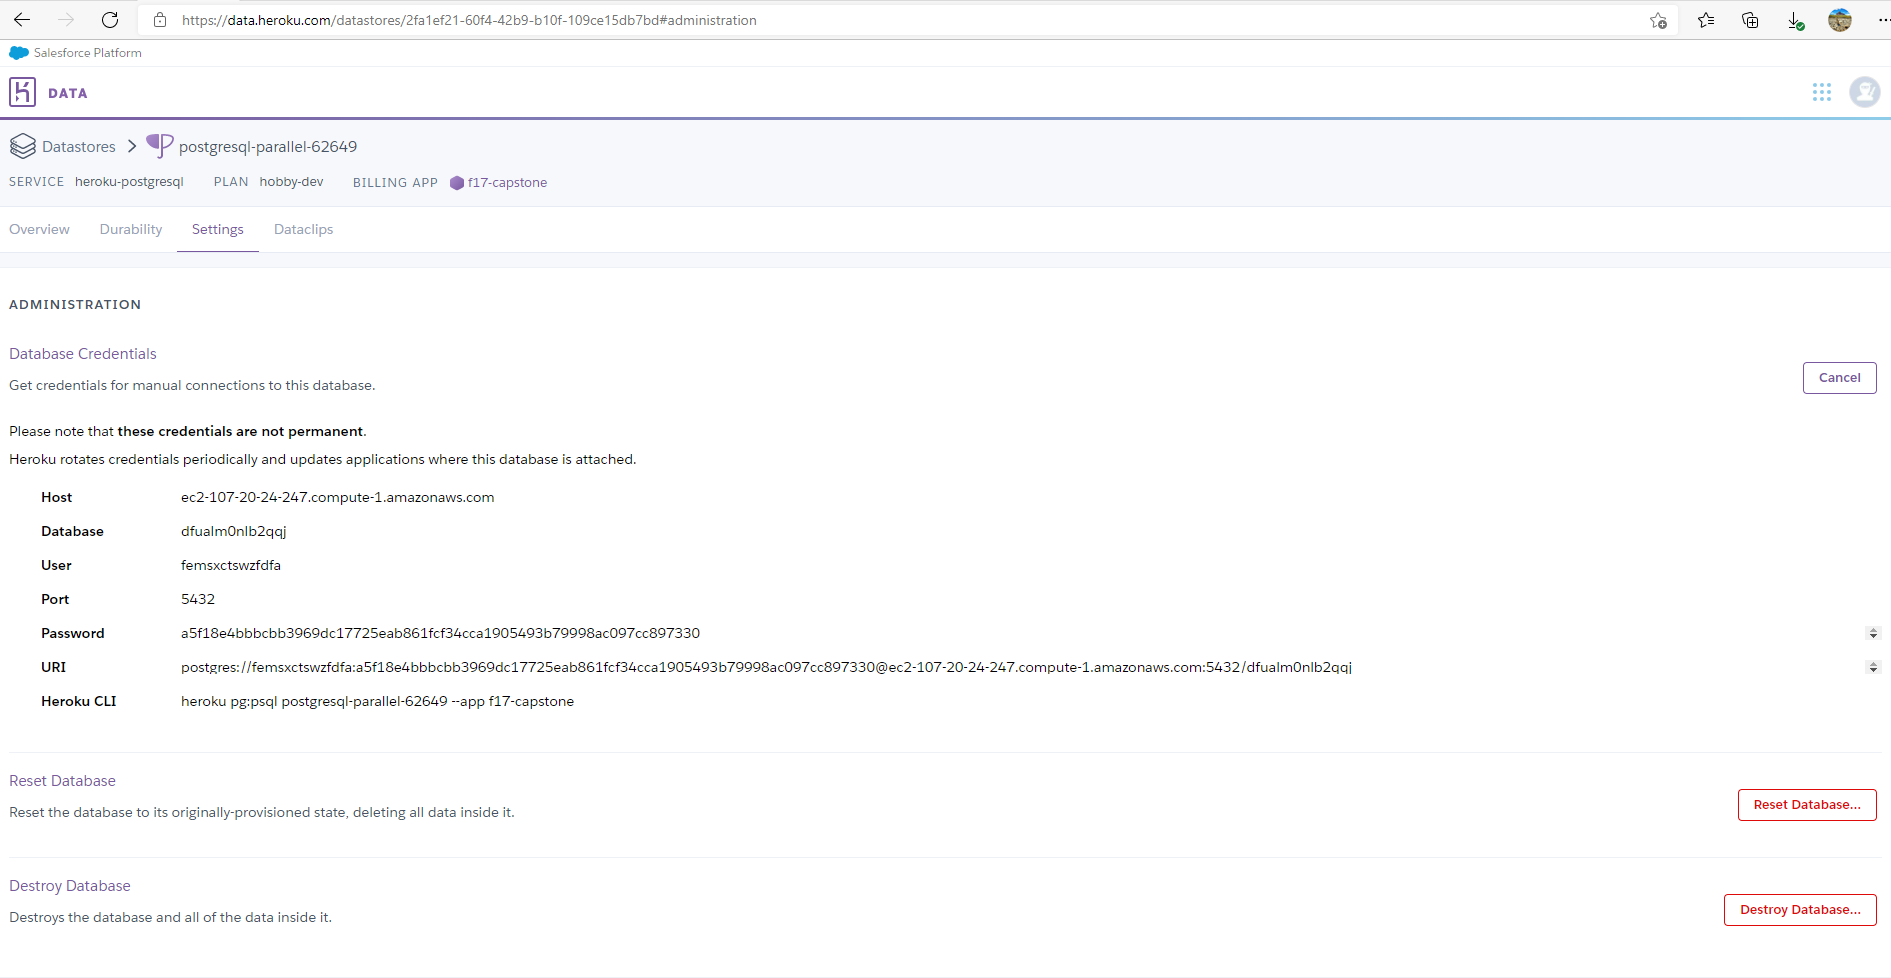 https://data.heroku.com/datastores/2fa1ef21-60f4-42b9-b10f-109ce15db7bd#administration
Salesforce Platform
DATA
Datastores > postgresql-parallel-62649
SERVICE heroku-postgresql PLAN hobby-dev BILLING APP f17-capstone
Overview Durability Settings Dataclips
ADMINISTRATION
Database Credentials
Get credentials for manual connections to this database.
Cancel
Please note that these credentials are not permanent.
Heroku rotates credentials periodically and updates applications where this database is attached.
Host ec2-107-20-24-247.compute-1.amazonaws.com
Database dfualm0nlb2qqj
User femsxctswzfdfa
Port 5432
Password a5f18e4bbbcbb3969dc17725eab861fcf34cca1905493b79998ac097cc897330
URI postgres://femsxctswzfdfa:a5f18e4bbbcbb3969dc17725eab861fcf34cca1905493b79998ac097cc897330@ec2-107-20-24-247.compute-1.amazonaws.com:5432/dfualm0nlb2qqj
Heroku CLI heroku pg:psql postgresql-parallel-62649 --app f17-capstone
Reset Database
Reset the database to its originally-provisioned state, deleting all data inside it.
Reset Database...
Destroy Database
Destroys the database and all of the data inside it.
Destroy Database...